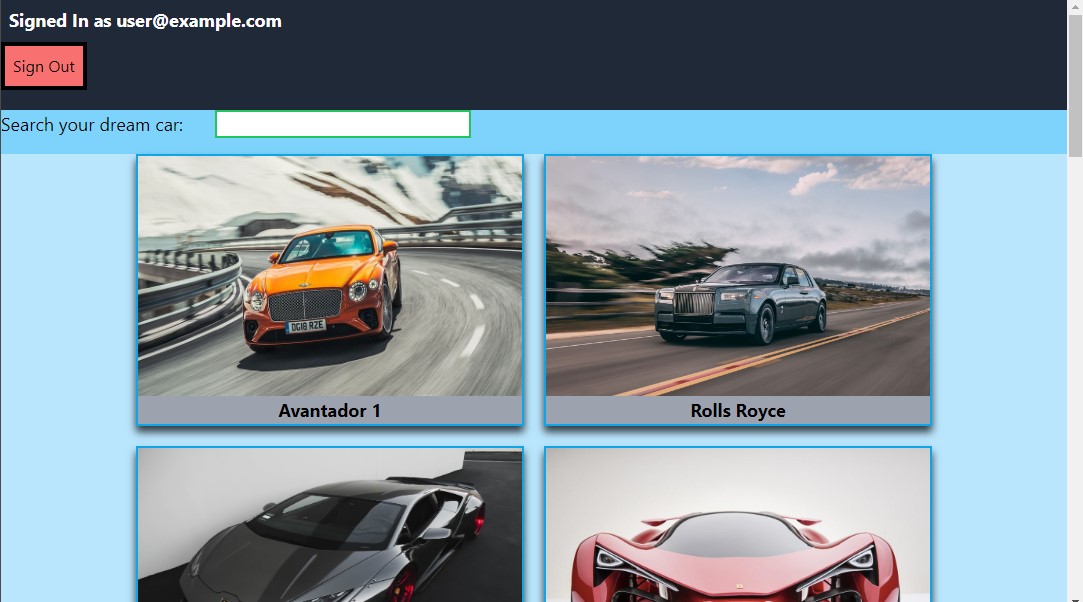 Signed In as user@example.com
Sign Out
Search your dream car:
DG18 RZE
Avantador 1
Rolls Royce